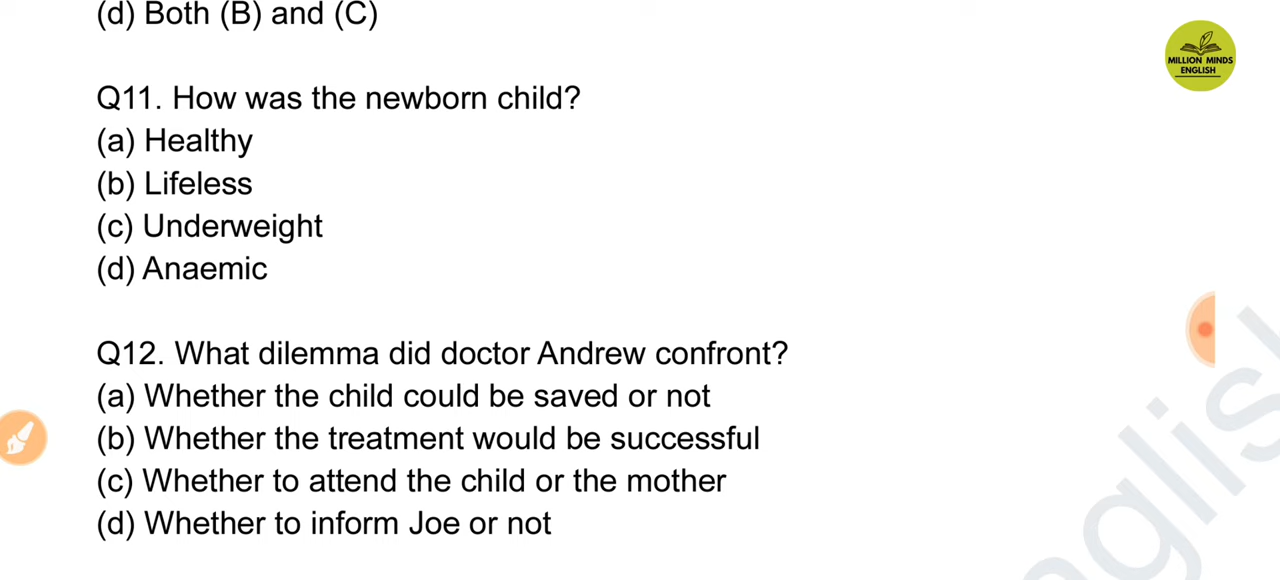 (d) Both (B) and (C)
MILLION MINDS
ENGLISH
Q11. How was the newborn child?
(a) Healthy
(b) Lifeless
(c) Underweight
(d) Anaemic
Q12. What dilemma did doctor Andrew confront?
(a) Whether the child could be saved or not
(b) Whether the treatment would be successful
(c) Whether to attend the child or the mother
(d) Whether to inform Joe or not